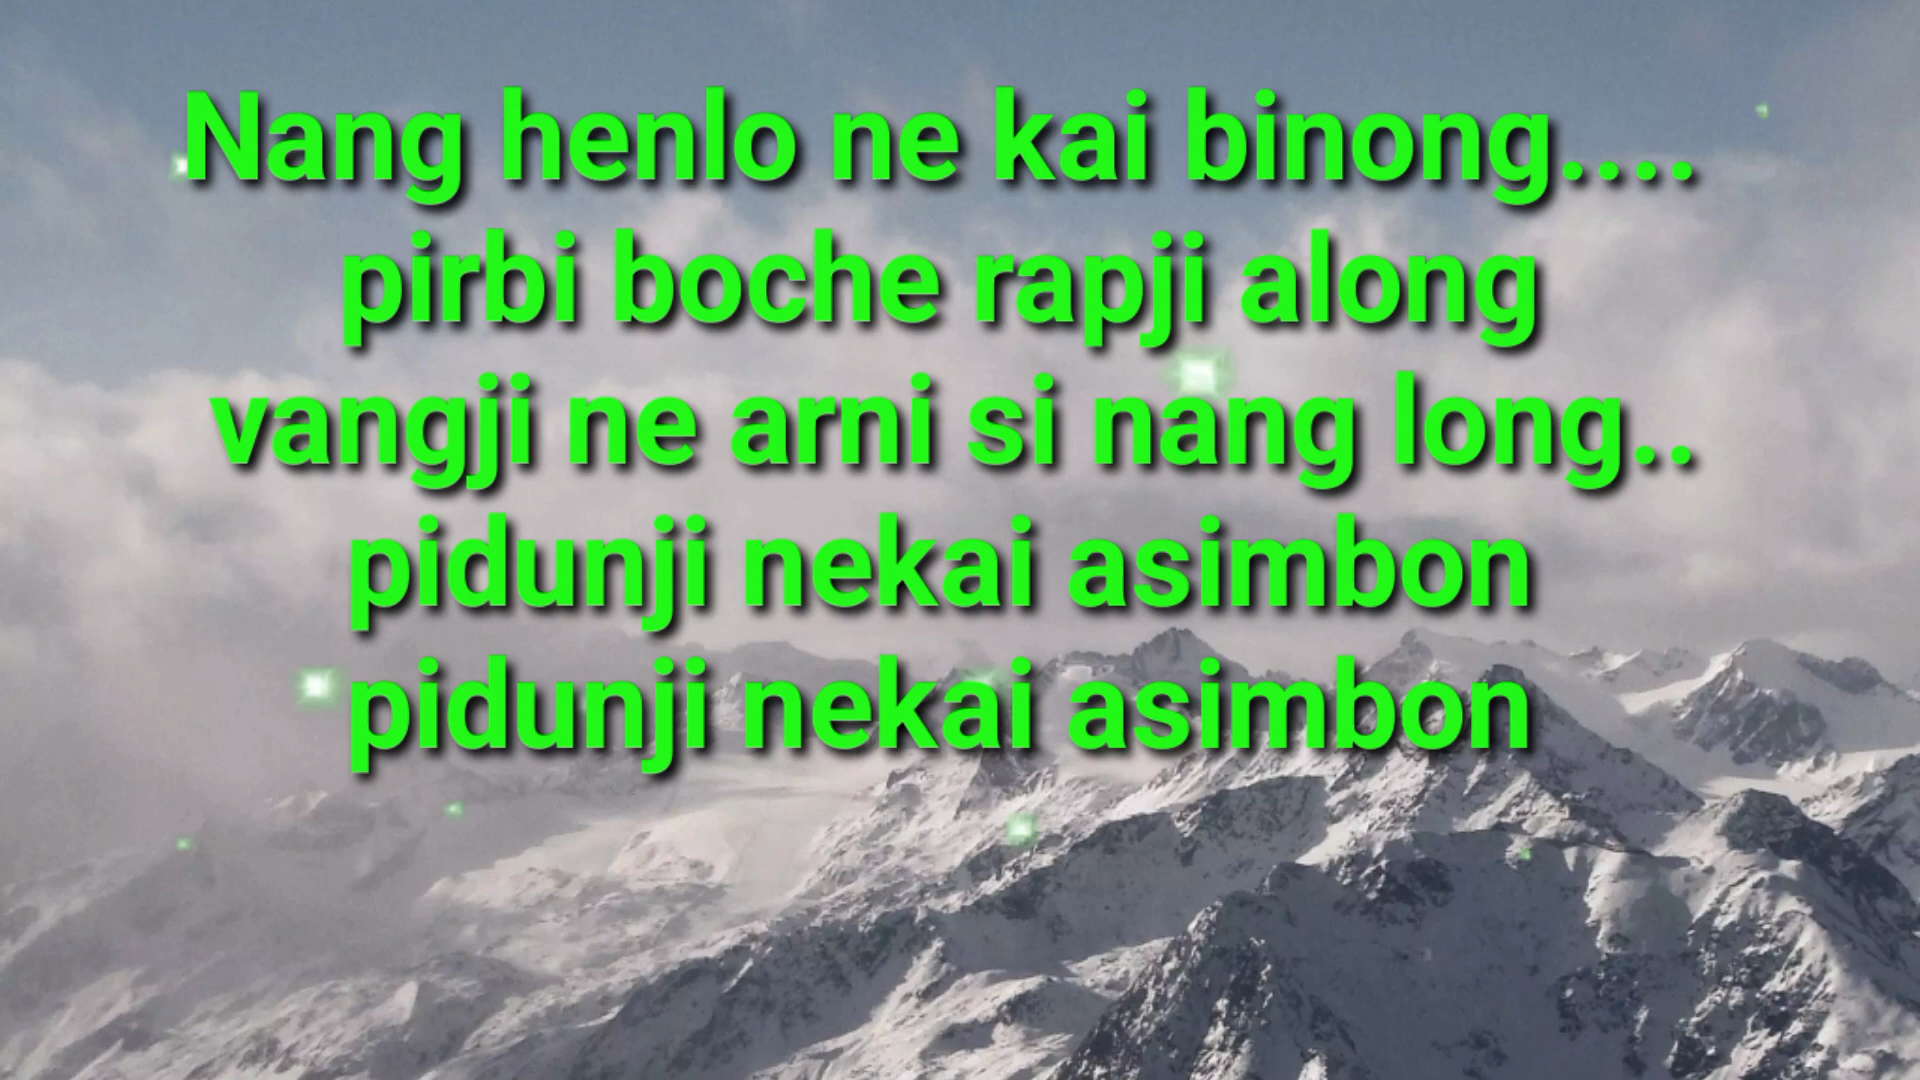 Nang henlo ne kai binong....
pirbi boche rapji along
vangji ne arni si nang long..
pidunji nekai asimbon
pidunji nekai asimbon